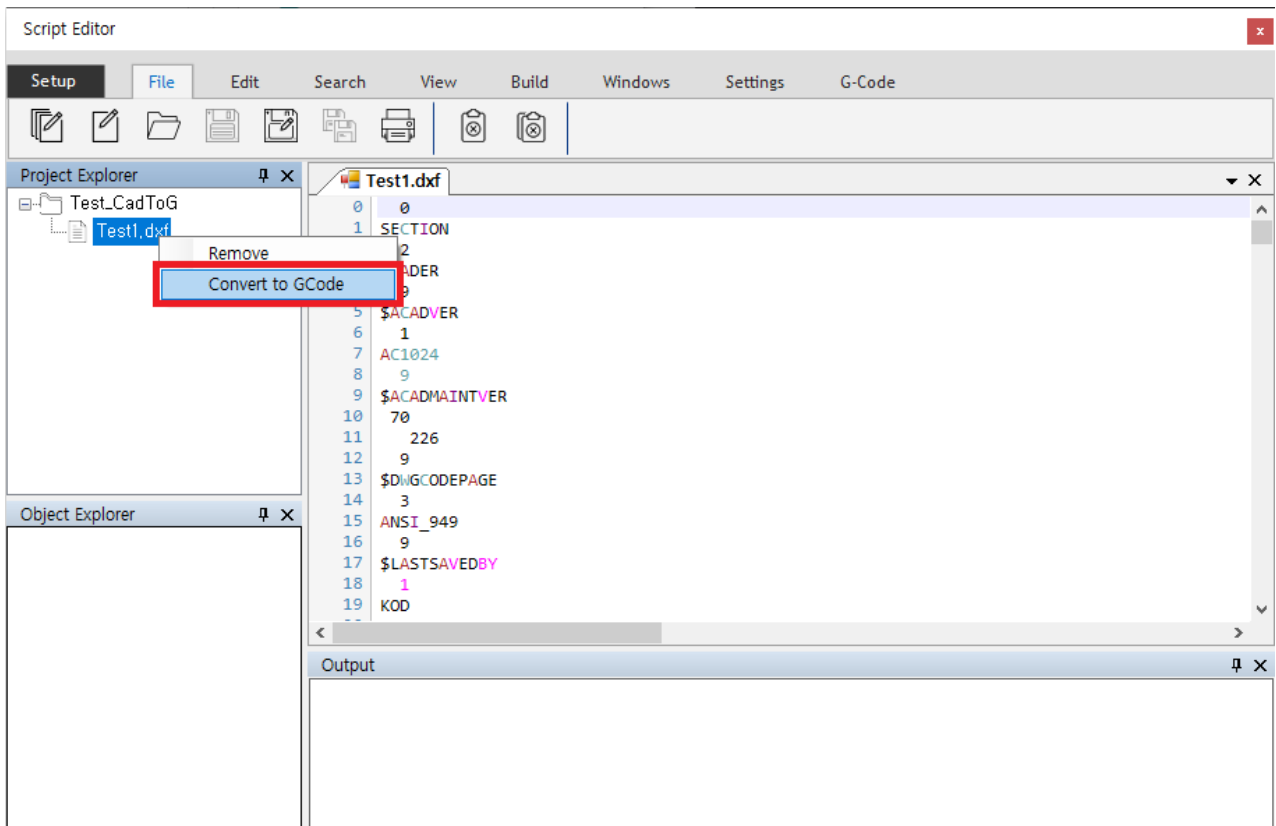 Script Editor
Setup File Edit Search View Build Windows Settings G-Code
Project Explorer
Test_CadToG
Test1.dxf
Remove
Convert to GCode
Test1.dxf
0 0
1 SECTION
2
ADER
9
5 $ACADVER
6 1
7 AC1024
8 9
9 $ACADMAINTVER
10 70
11 226
12 9
13 $DWGCODEPAGE
14 3
15 ANSI_949
16 9
17 $LASTSAVEDBY
18 1
19 KOD
Object Explorer
Output